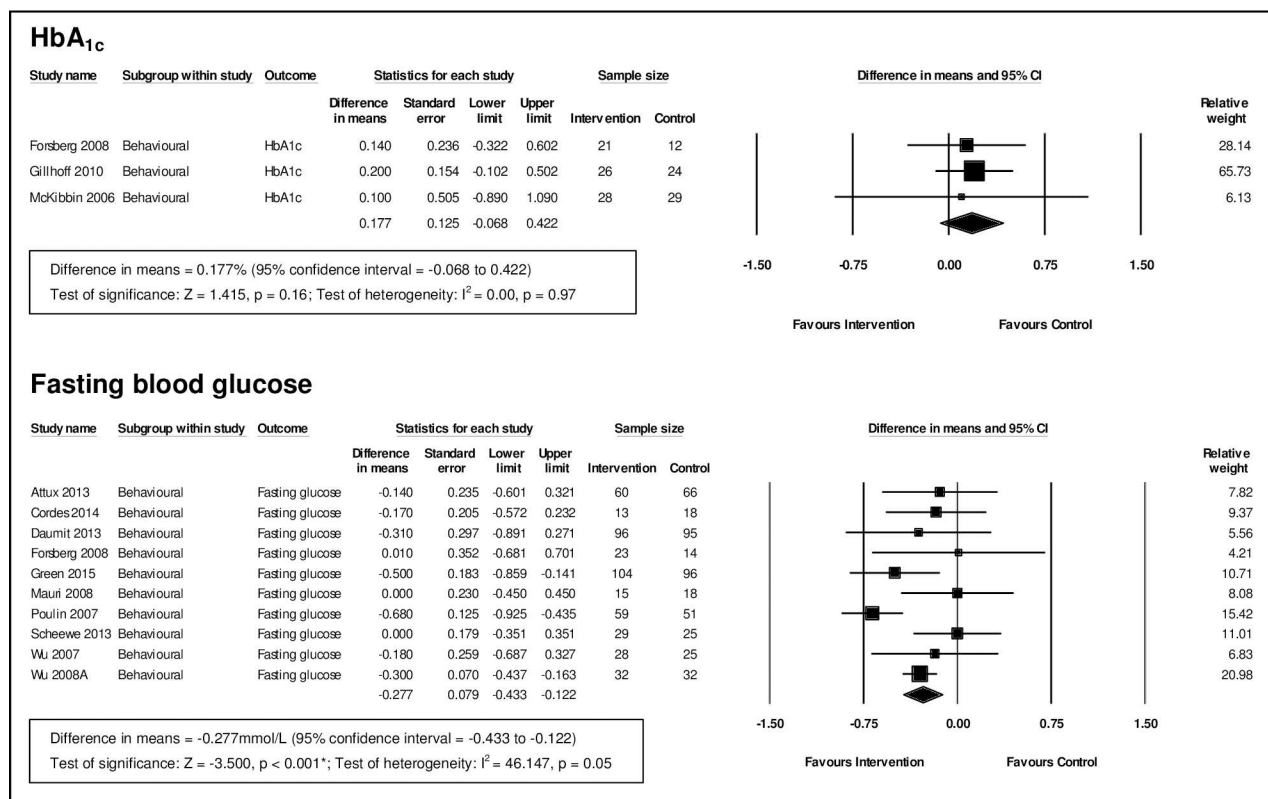 HbA1c
Study name Subgroup within study Outcome Statistics for each study Sample size Difference in means and 95% CI
Difference in means Standard error Lower limit Upper limit Intervention Control Relative weight
Forsberg 2008 Behavioural HbA1c 0.140 0.236 -0.322 0.602 21 12 28.14
Gillhoff 2010 Behavioural HbA1c 0.200 0.154 -0.102 0.502 26 24 65.73
McKibbin 2006 Behavioural HbA1c 0.100 0.505 -0.890 1.090 28 29 6.13
0.177 0.125 -0.068 0.422
-1.50 -0.75 0.00 0.75 1.50
Difference in means = 0.177% (95% confidence interval = -0.068 to 0.422)
Test of significance: Z = 1.415, p = 0.16; Test of heterogeneity: I2 = 0.00, p = 0.97
Favours Intervention Favours Control
Fasting blood glucose
Study name Subgroup within study Outcome Statistics for each study Sample size Difference in means and 95% CI
Difference in means Standard error Lower limit Upper limit Intervention Control Relative weight
Attux 2013 Behavioural Fasting glucose -0.140 0.235 -0.601 0.321 60 66 7.82
Cordes 2014 Behavioural Fasting glucose -0.170 0.205 -0.572 0.232 13 18 9.37
Daumit 2013 Behavioural Fasting glucose -0.310 0.297 -0.891 0.271 96 95 5.56
Forsberg 2008 Behavioural Fasting glucose 0.010 0.352 -0.681 0.701 23 14 4.21
Green 2015 Behavioural Fasting glucose -0.500 0.183 -0.859 -0.141 104 96 10.71
Mauri 2008 Behavioural Fasting glucose 0.000 0.230 -0.450 0.450 15 18 8.08
Poulin 2007 Behavioural Fasting glucose -0.680 0.125 -0.925 -0.435 59 51 15.42
Scheewe 2013 Behavioural Fasting glucose 0.000 0.179 -0.351 0.351 29 25 11.01
Wu 2007 Behavioural Fasting glucose -0.180 0.259 -0.687 0.327 28 25 6.83
Wu 2008A Behavioural Fasting glucose -0.300 0.070 -0.437 -0.163 32 32 20.98
-0.277 0.079 -0.433 -0.122
-1.50 -0.75 0.00 0.75 1.50
Difference in means = -0.277mmol/L (95% confidence interval = -0.433 to -0.122)
Test of significance: Z = -3.500, p < 0.001*; Test of heterogeneity: I2 = 46.147, p = 0.05
Favours Intervention Favours Control